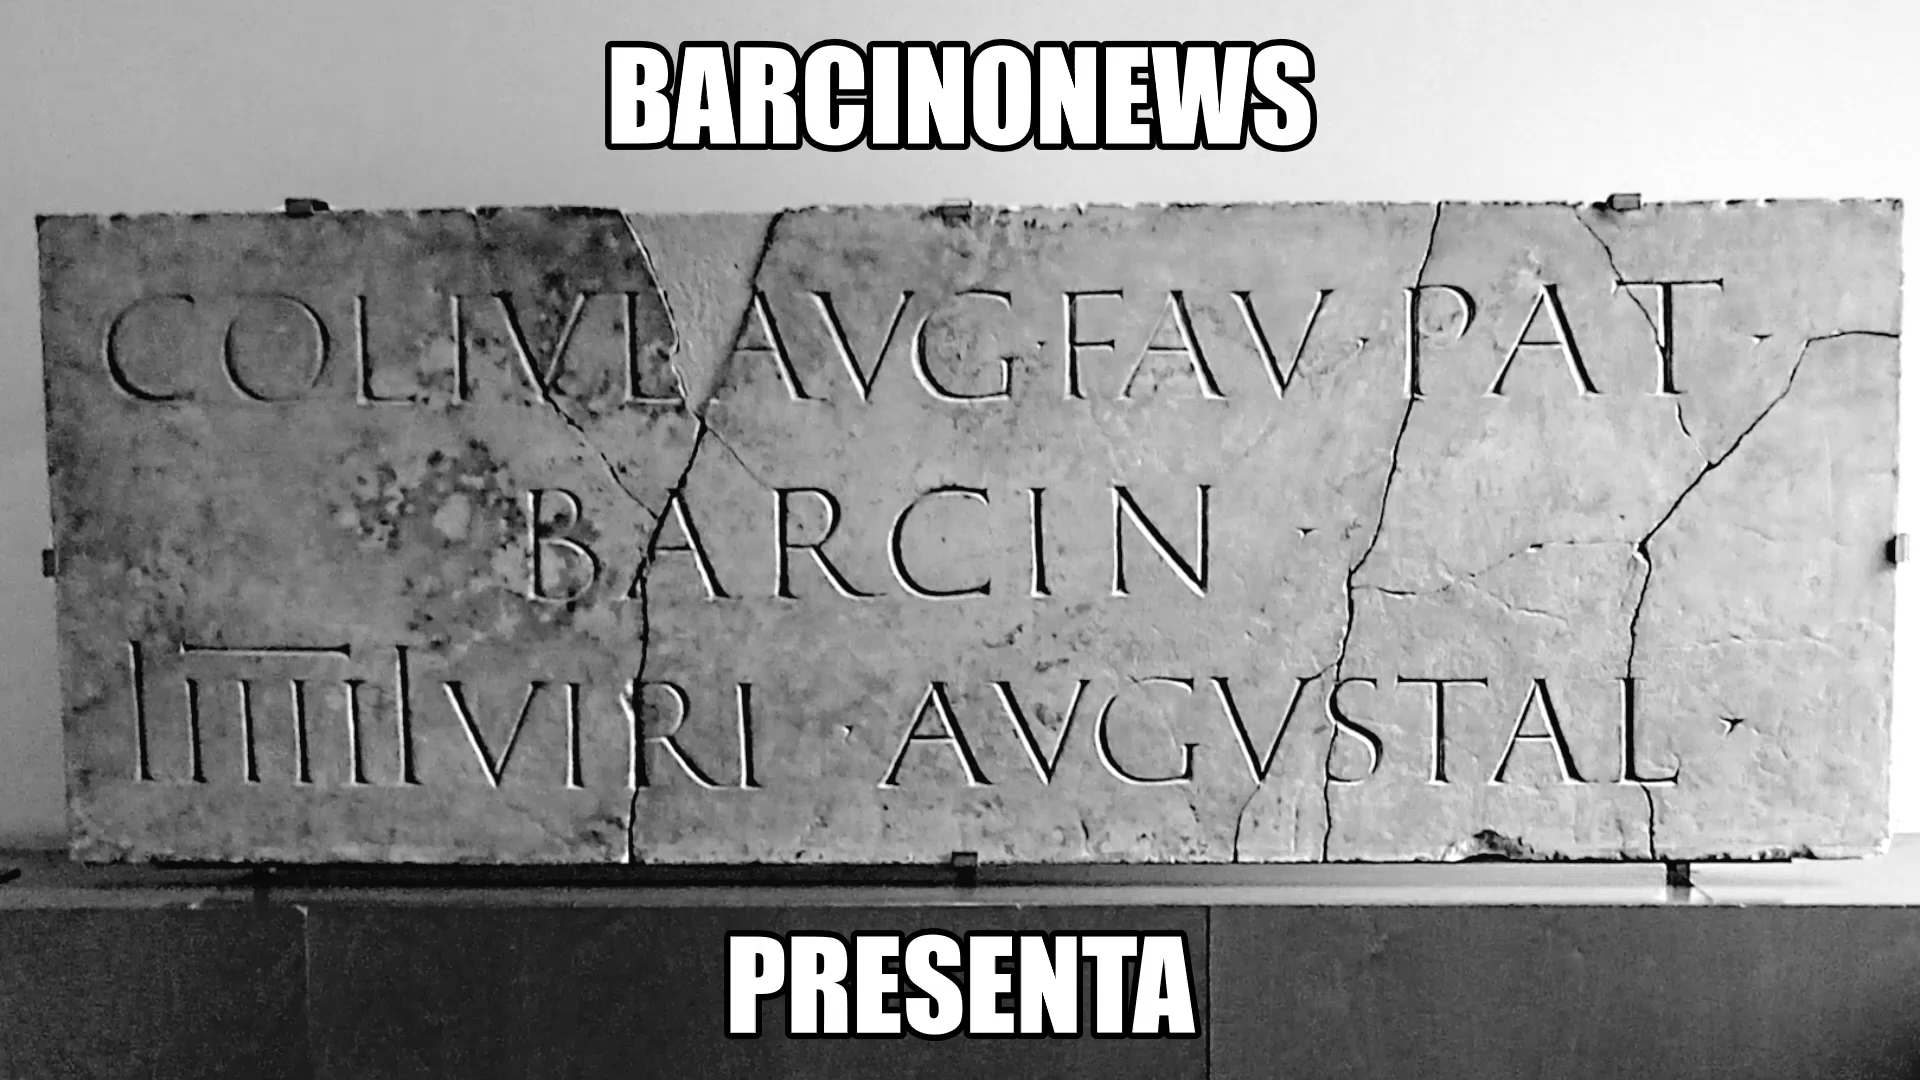 BARCINONEWS
COL IVL AVG · FAV · PAT ·
BARCIN ·
IIIIIIVIRI · AVGVSTAL ·
PRESENTA